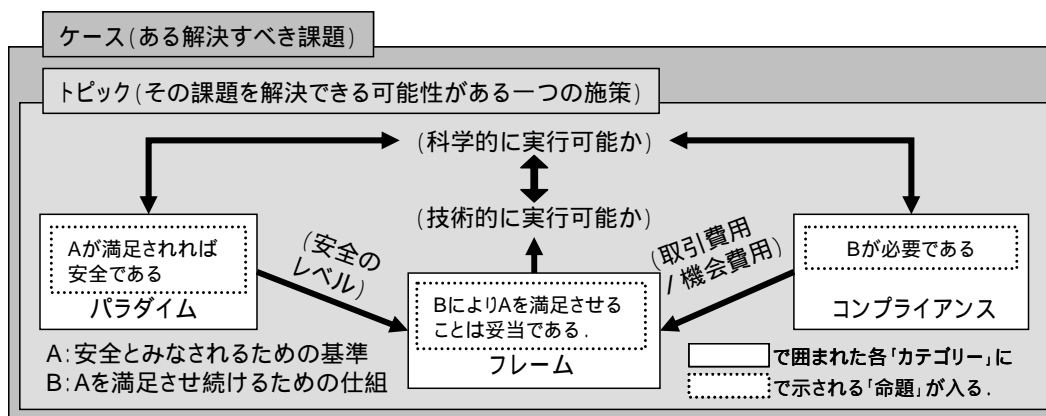 ケース(ある解決すべき課題)
トピック(その課題を解決できる可能性がある一つの施策)
(科学的に実行可能か)
(技術的に実行可能か)
Aが満足されれば
安全である
パラダイム
(安全の
レベル)
BによりAを満足させる
ことは妥当である.
フレーム
(取引費用
/機会費用)
Bが必要である
コンプライアンス
A:安全とみなされるための基準
B:Aを満足させ続けるための仕組
で囲まれた各「カテゴリー」に
で示される「命題」が入る.